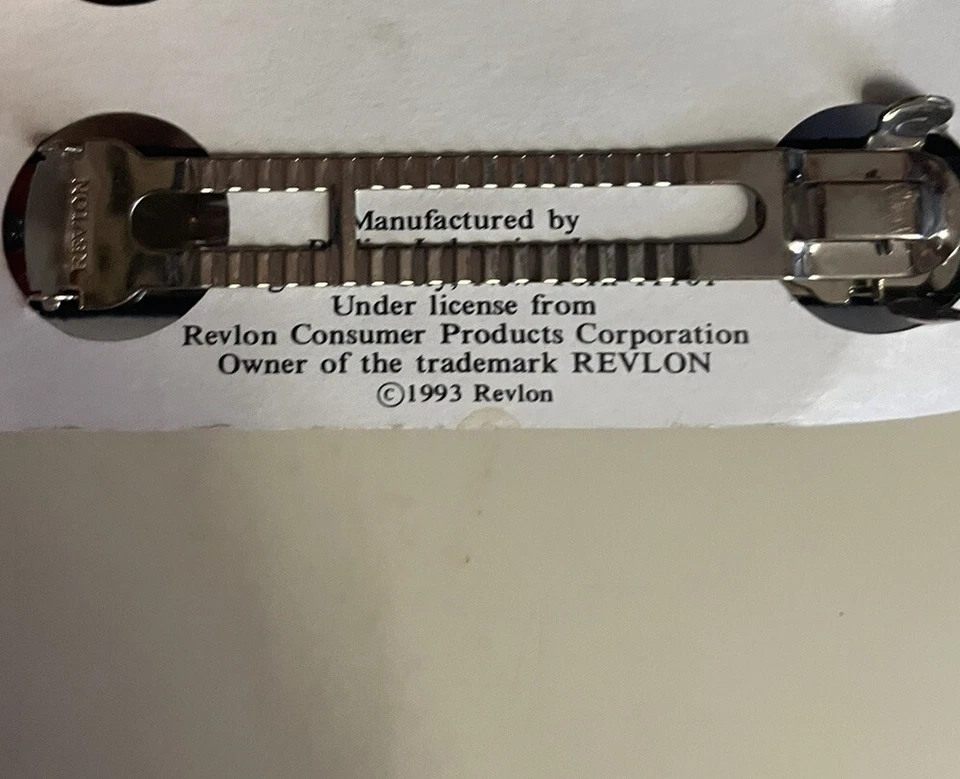 REVLON
Manufactured by
Under license from
Revlon Consumer Products Corporation
Owner of the trademark REVLON
©1993 Revlon